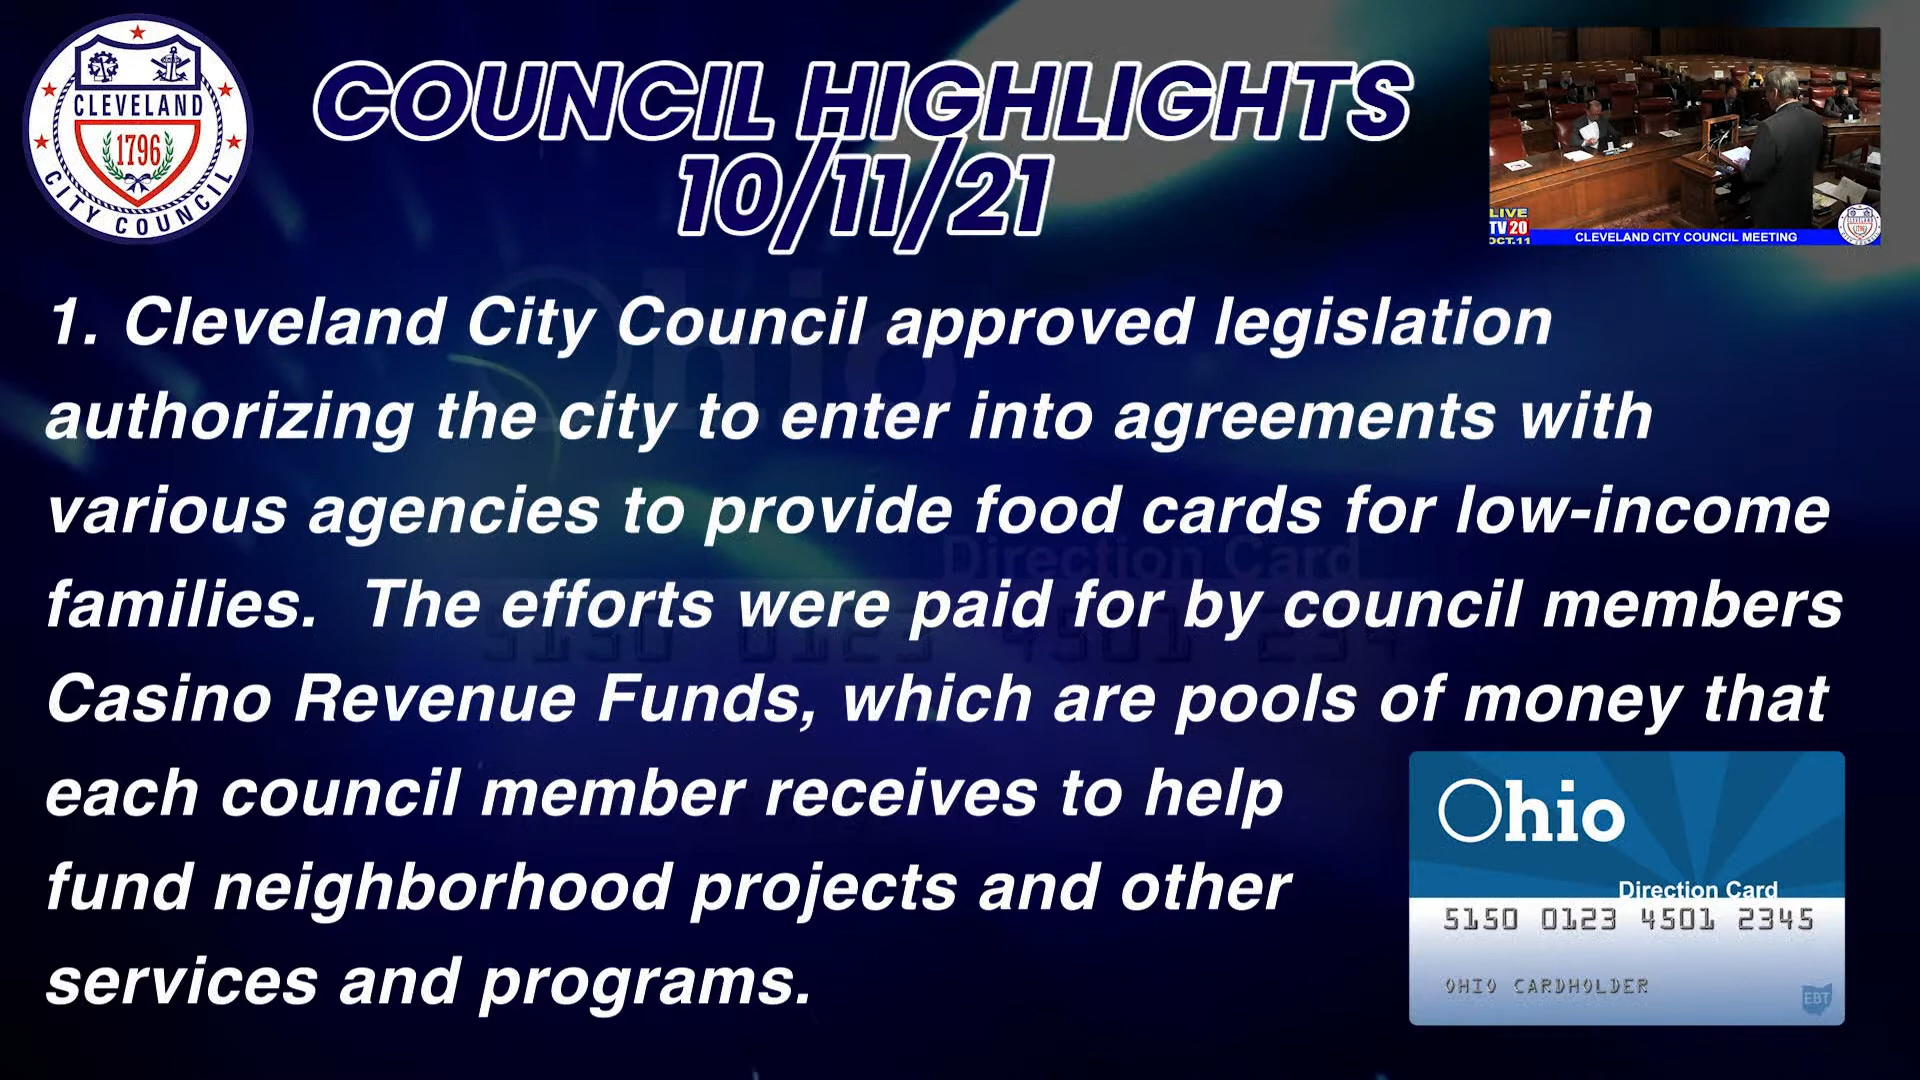 CLEVELAND
1796
CITY COUNCIL
COUNCIL HIGHLIGHTS
10/11/21
LIVE
TV 20
OCT.11
CLEVELAND CITY COUNCIL MEETING
1. Cleveland City Council approved legislation
authorizing the city to enter into agreements with
various agencies to provide food cards for low-income
families. The efforts were paid for by council members
Casino Revenue Funds, which are pools of money that
each council member receives to help
fund neighborhood projects and other
services and programs.
Ohio
Direction Card
5150 0123 4501 2345
OHIO CARDHOLDER
EBT